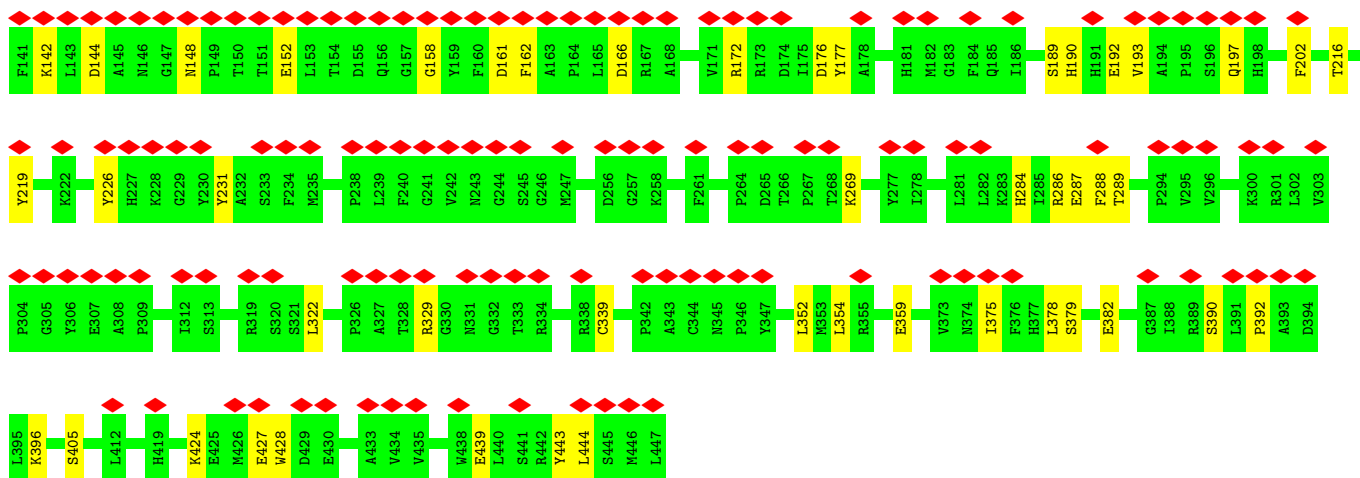 F141 K142 L143 D144 A145 N146 G147 N148 P149 T150 T151 E152 L153 T154 D155 Q156 G157 G158 Y159 F160 D161 F162 A163 P164 L165 D166 R167 A168 V171 R172 R173 D174 I175 D176 Y177 A178 H181 M182 G183 F184 Q185 I186 S189 H190 H191 E192 V193 A194 P195 S196 Q197 H198 F202 T216
Y219 K222 Y226 H227 K228 G229 Y230 Y231 A232 S233 F234 M235 P238 L239 F240 G241 V242 N243 G244 S245 G246 M247 D256 G257 K258 F261 P264 D265 T266 P267 T268 K269 Y277 I278 L281 L282 K283 H284 I285 R286 E287 F288 T289 P294 V295 V296 K300 R301 L302 V303
P304 G305 Y306 E307 A308 P309 I312 S313 R319 S320 S321 L322 P326 A327 T328 R329 G330 N331 G332 T333 R334 R338 C339 P342 A343 C344 N345 P346 Y347 L352 M353 L354 R355 E359 V373 N374 I375 F376 H377 L378 S379 E382 G387 I388 R389 S390 L391 P392 A393 D394
L395 K396 S405 L412 H419 K424 E425 M426 E427 W428 D429 E430 A433 V434 V435 W438 E439 L440 S441 R442 Y443 L444 S445 M446 L447